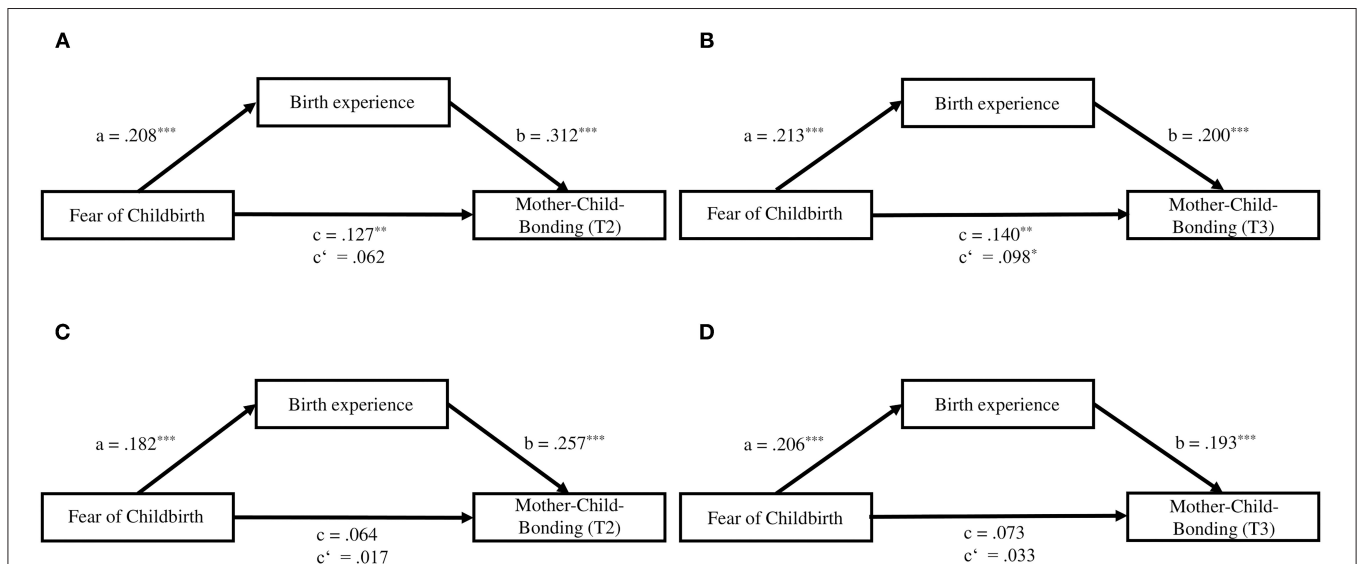 A
Birth experience
a = .208***
b = .312***
Fear of Childbirth
Mother-Child-
Bonding (T2)
c = .127**
c‘ = .062
B
Birth experience
a = .213***
b = .200***
Fear of Childbirth
Mother-Child-
Bonding (T3)
c = .140**
c‘ = .098*
C
Birth experience
a = .182***
b = .257***
Fear of Childbirth
Mother-Child-
Bonding (T2)
c = .064
c‘ = .017
D
Birth experience
a = .206***
b = .193***
Fear of Childbirth
Mother-Child-
Bonding (T3)
c = .073
c‘ = .033